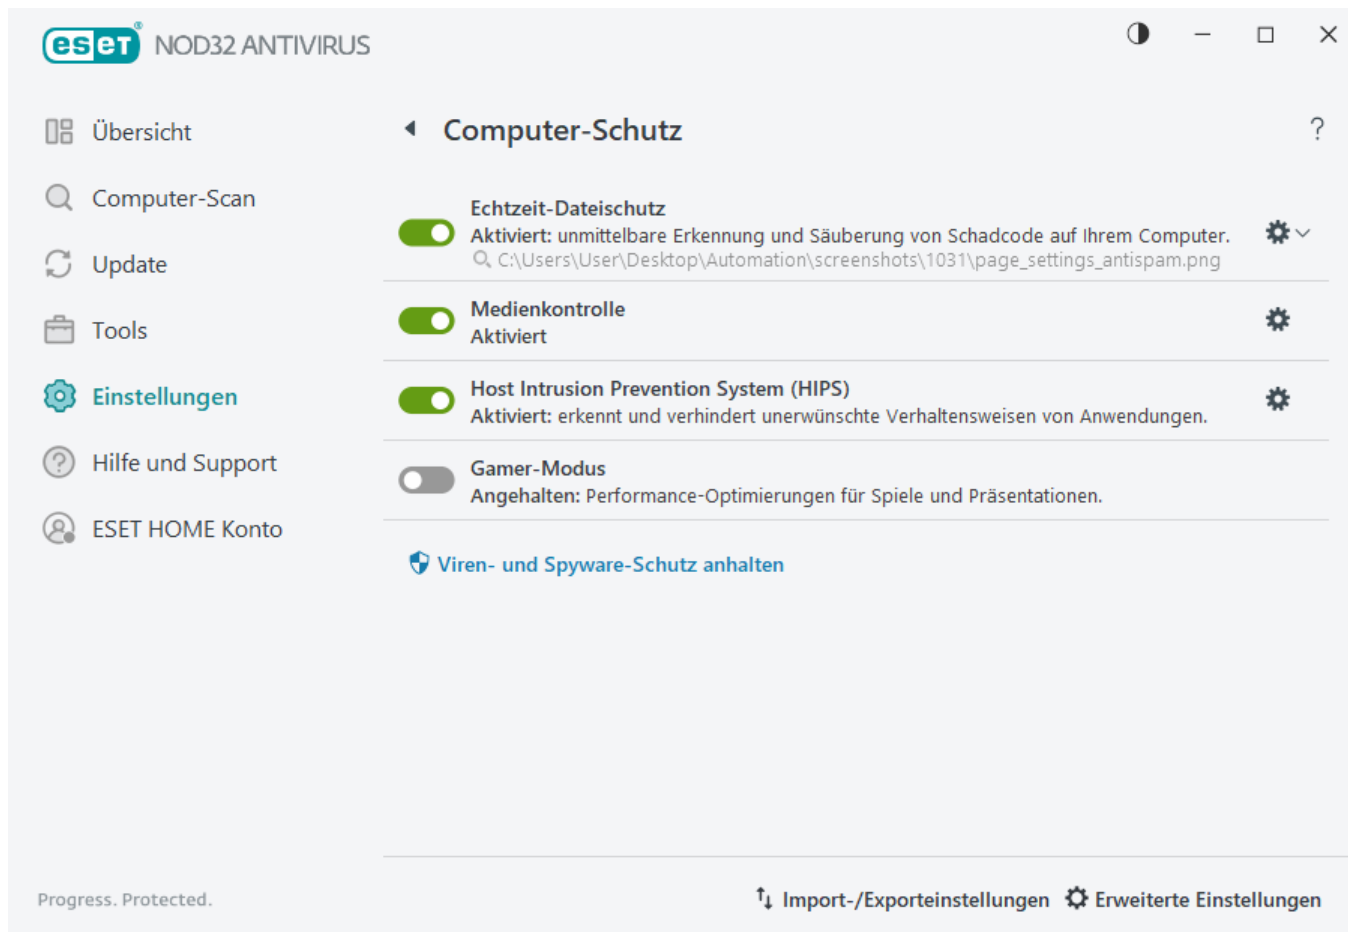 eset® NOD32 ANTIVIRUS
Übersicht
Computer-Scan
Update
Tools
Einstellungen
Hilfe und Support
ESET HOME Konto
Computer-Schutz
?
Echtzeit-Dateischutz
Aktiviert: unmittelbare Erkennung und Säuberung von Schadcode auf Ihrem Computer.
C:\Users\User\Desktop\Automation\screenshots\1031\page_settings_antispam.png
Medienkontrolle
Aktiviert
Host Intrusion Prevention System (HIPS)
Aktiviert: erkennt und verhindert unerwünschte Verhaltensweisen von Anwendungen.
Gamer-Modus
Angehalten: Performance-Optimierungen für Spiele und Präsentationen.
Viren- und Spyware-Schutz anhalten
Progress. Protected.
Import-/Exporteinstellungen
Erweiterte Einstellungen